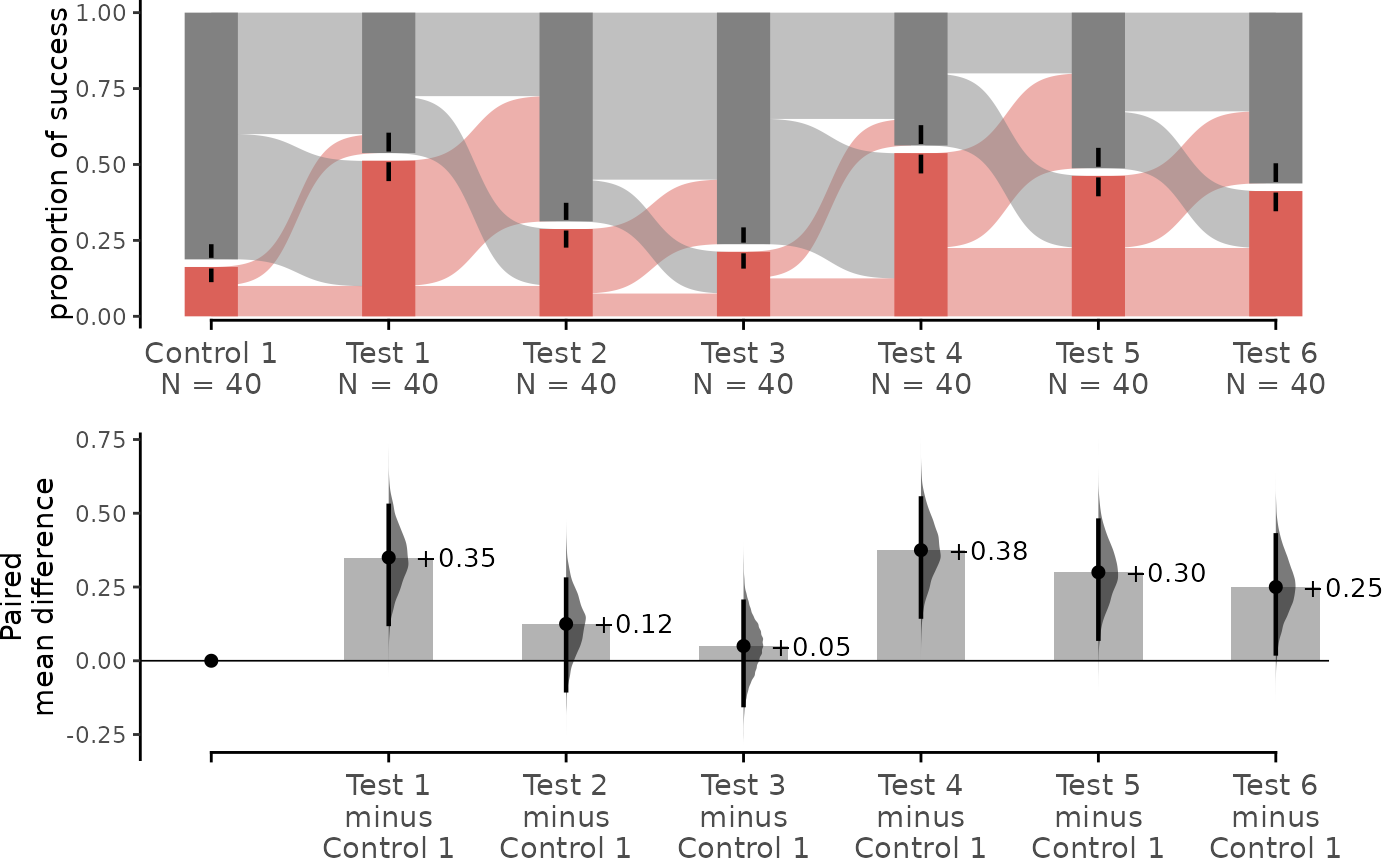 proportion of success
1.00
0.75
0.50
0.25
0.00
Control 1 Test 1 Test 2 Test 3 Test 4 Test 5 Test 6
N = 40 N = 40 N = 40 N = 40 N = 40 N = 40 N = 40
Paired
mean difference
0.75
0.50
0.25
0.00
-0.25
+0.35 +0.12 +0.05 +0.38 +0.30 +0.25
Test 1 Test 2 Test 3 Test 4 Test 5 Test 6
minus minus minus minus minus minus
Control 1 Control 1 Control 1 Control 1 Control 1 Control 1